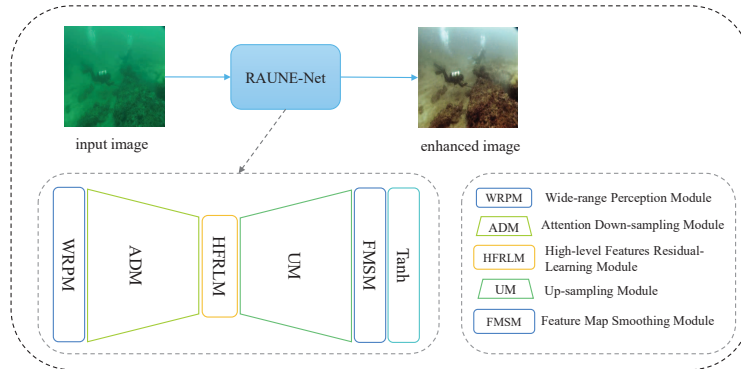 RAUNE-Net
input image
enhanced image
WRPM
ADM
HFRLM
UM
FMSM
Tanh
WRPM Wide-range Perception Module
ADM Attention Down-sampling Module
HFRLM High-level Features Residual-
Learning Module
UM Up-sampling Module
FMSM Feature Map Smoothing Module